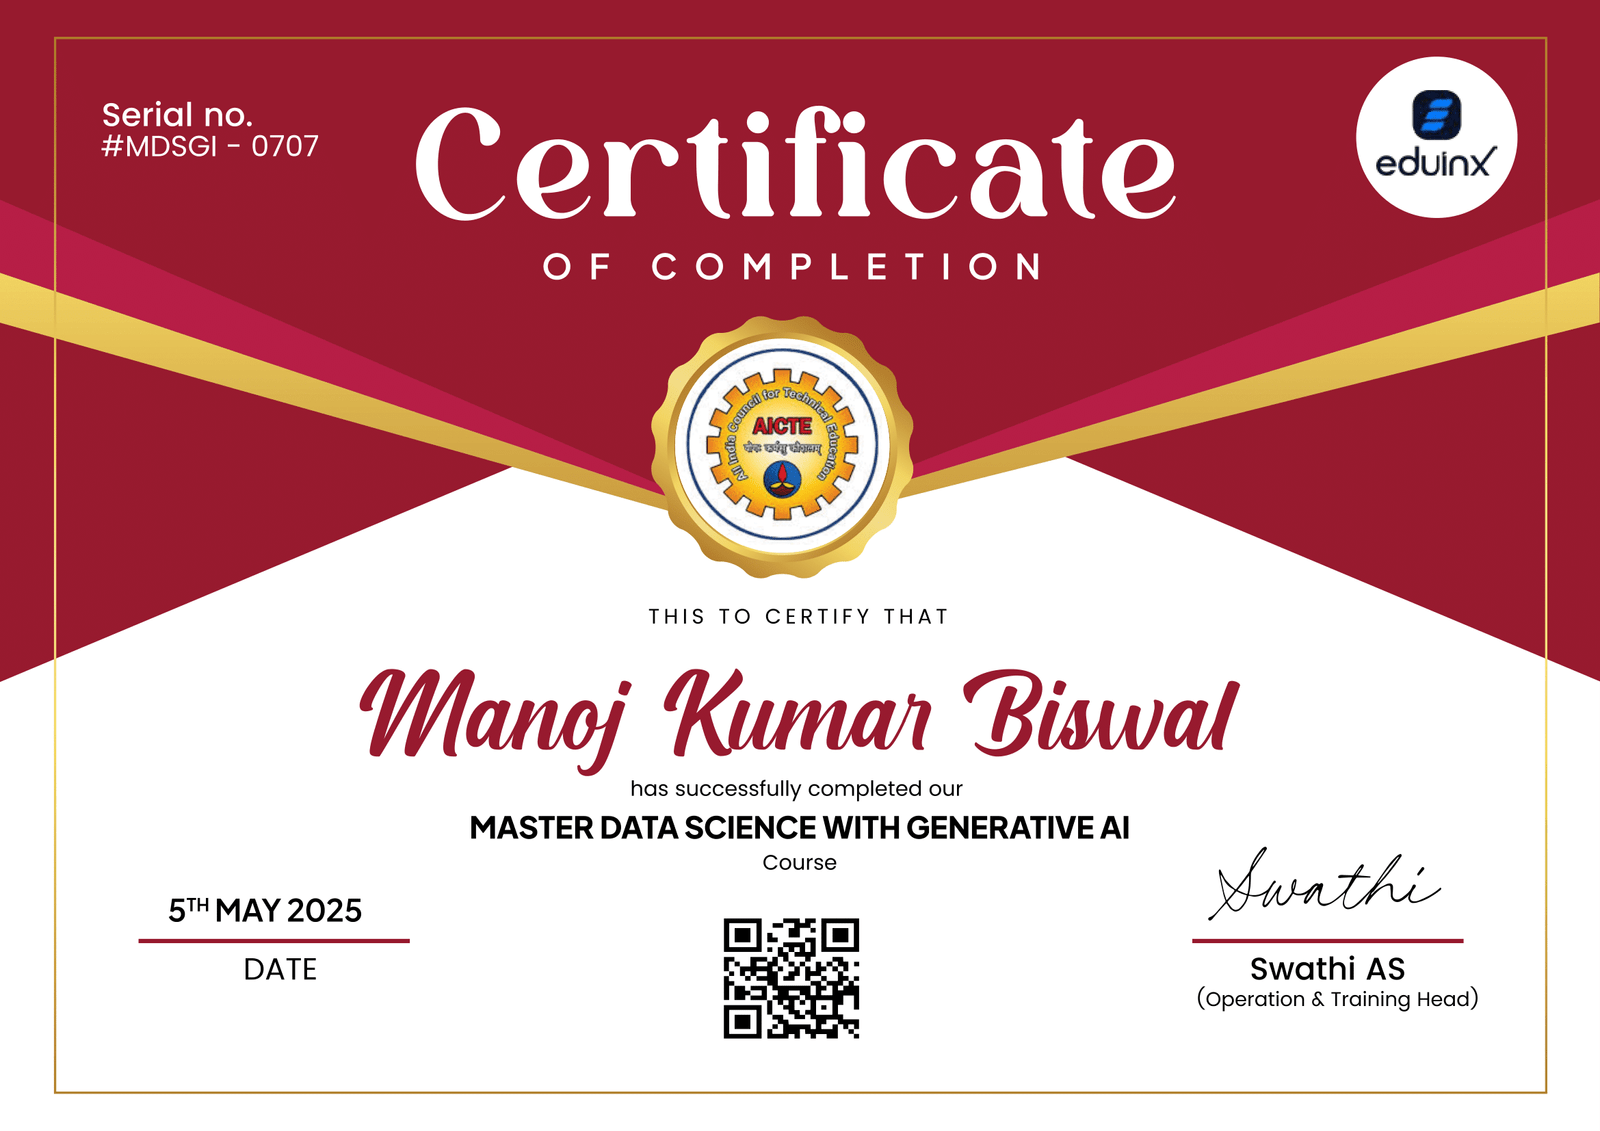 Serial no.
#MDSGI - 0707
Certificate
OF COMPLETION
eduinx
All India Council for Technical Education
AICTE
योगः कर्मसु कौशलम्
THIS TO CERTIFY THAT
Manoj Kumar Biswal
has successfully completed our
MASTER DATA SCIENCE WITH GENERATIVE AI
Course
5TH MAY 2025
DATE
Swathi
Swathi AS
(Operation & Training Head)